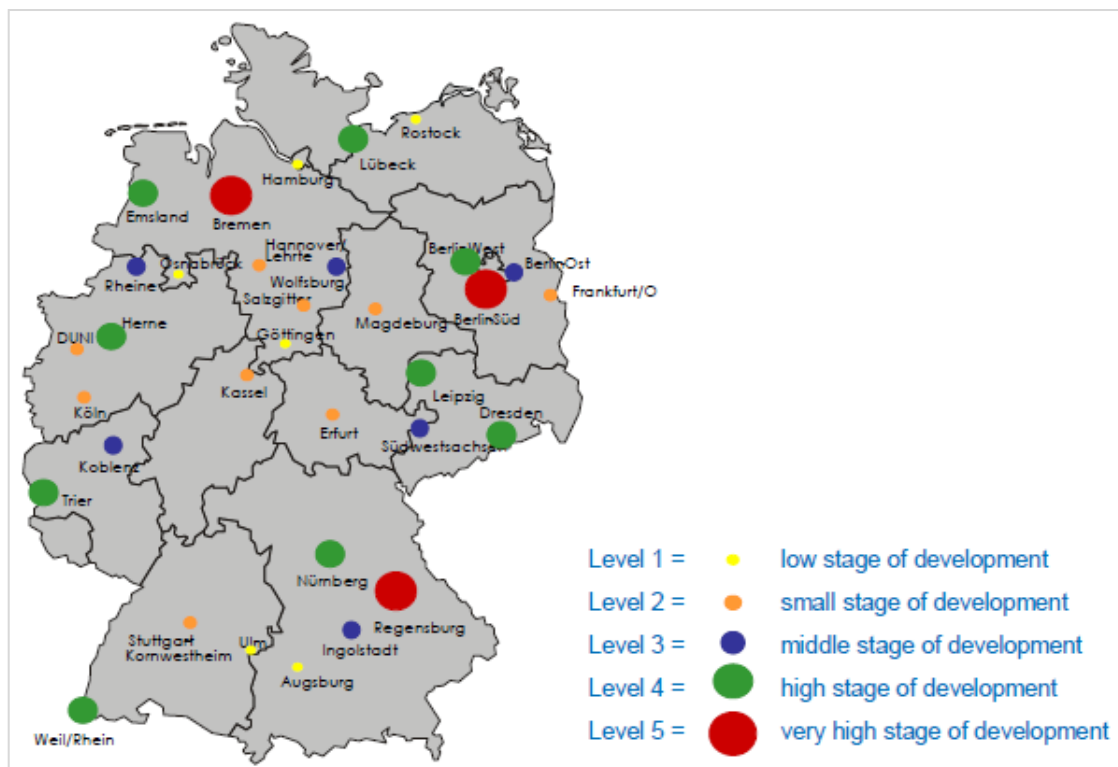 Rostock
Lübeck
Hamburg
Emsland
Bremen
Hannover/
Lehrte
BerlinWest
Osnabrück
BerlinOst
Rheine
Wolfsburg
Frankfurt/O
Salzgitter
Magdeburg
BerlinSüd
Herne
DUNI
Göttingen
Kassel
Leipzig
Köln
Dresden
Erfurt
Südwestsachsen
Koblenz
Trier
Nürnberg
Regensburg
Stuttgart
Kornwestheim
Ulm
Ingolstadt
Augsburg
Weil/Rhein
Level 1 = low stage of development
Level 2 = small stage of development
Level 3 = middle stage of development
Level 4 = high stage of development
Level 5 = very high stage of development